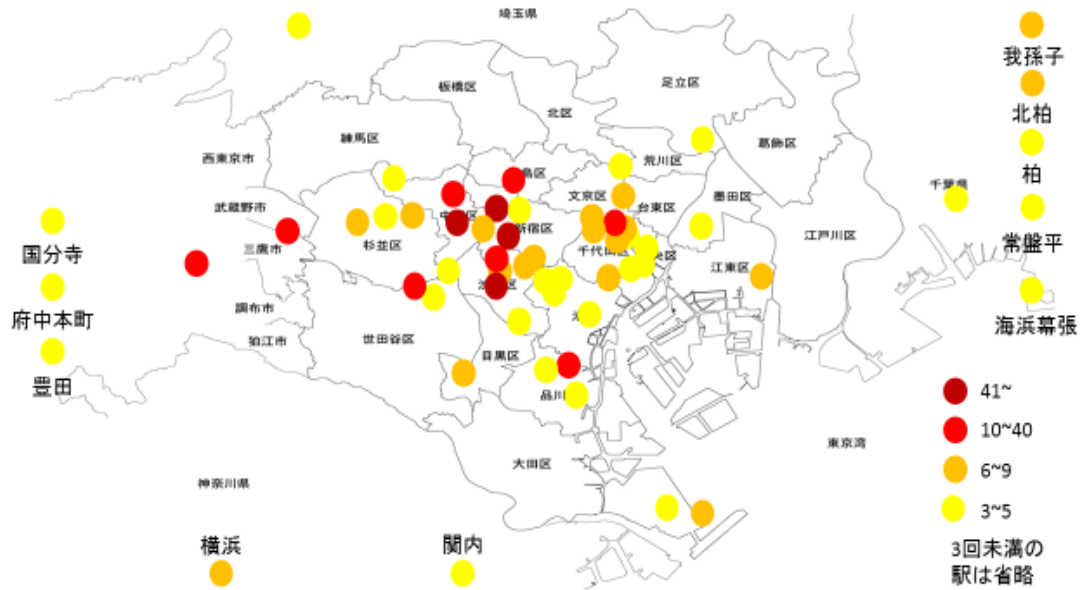 埼玉県
我孫子
足立区
板橋区
北区
北柏
練馬区
葛飾区
西東京市
荒川区
柏
島区
千葉県
文京区
墨田区
武蔵野市
台東区
新宿区
江戸川区
杉並区
常盤平
国分寺
三鷹市
千代田区
央区
江東区
調布市
府中本町
海浜幕張
世田谷区
狛江市
目黒区
豊田
品川
41~
10~40
東京湾
大田区
6~9
神奈川県
3~5
横浜
関内
3回未満の
駅は省略